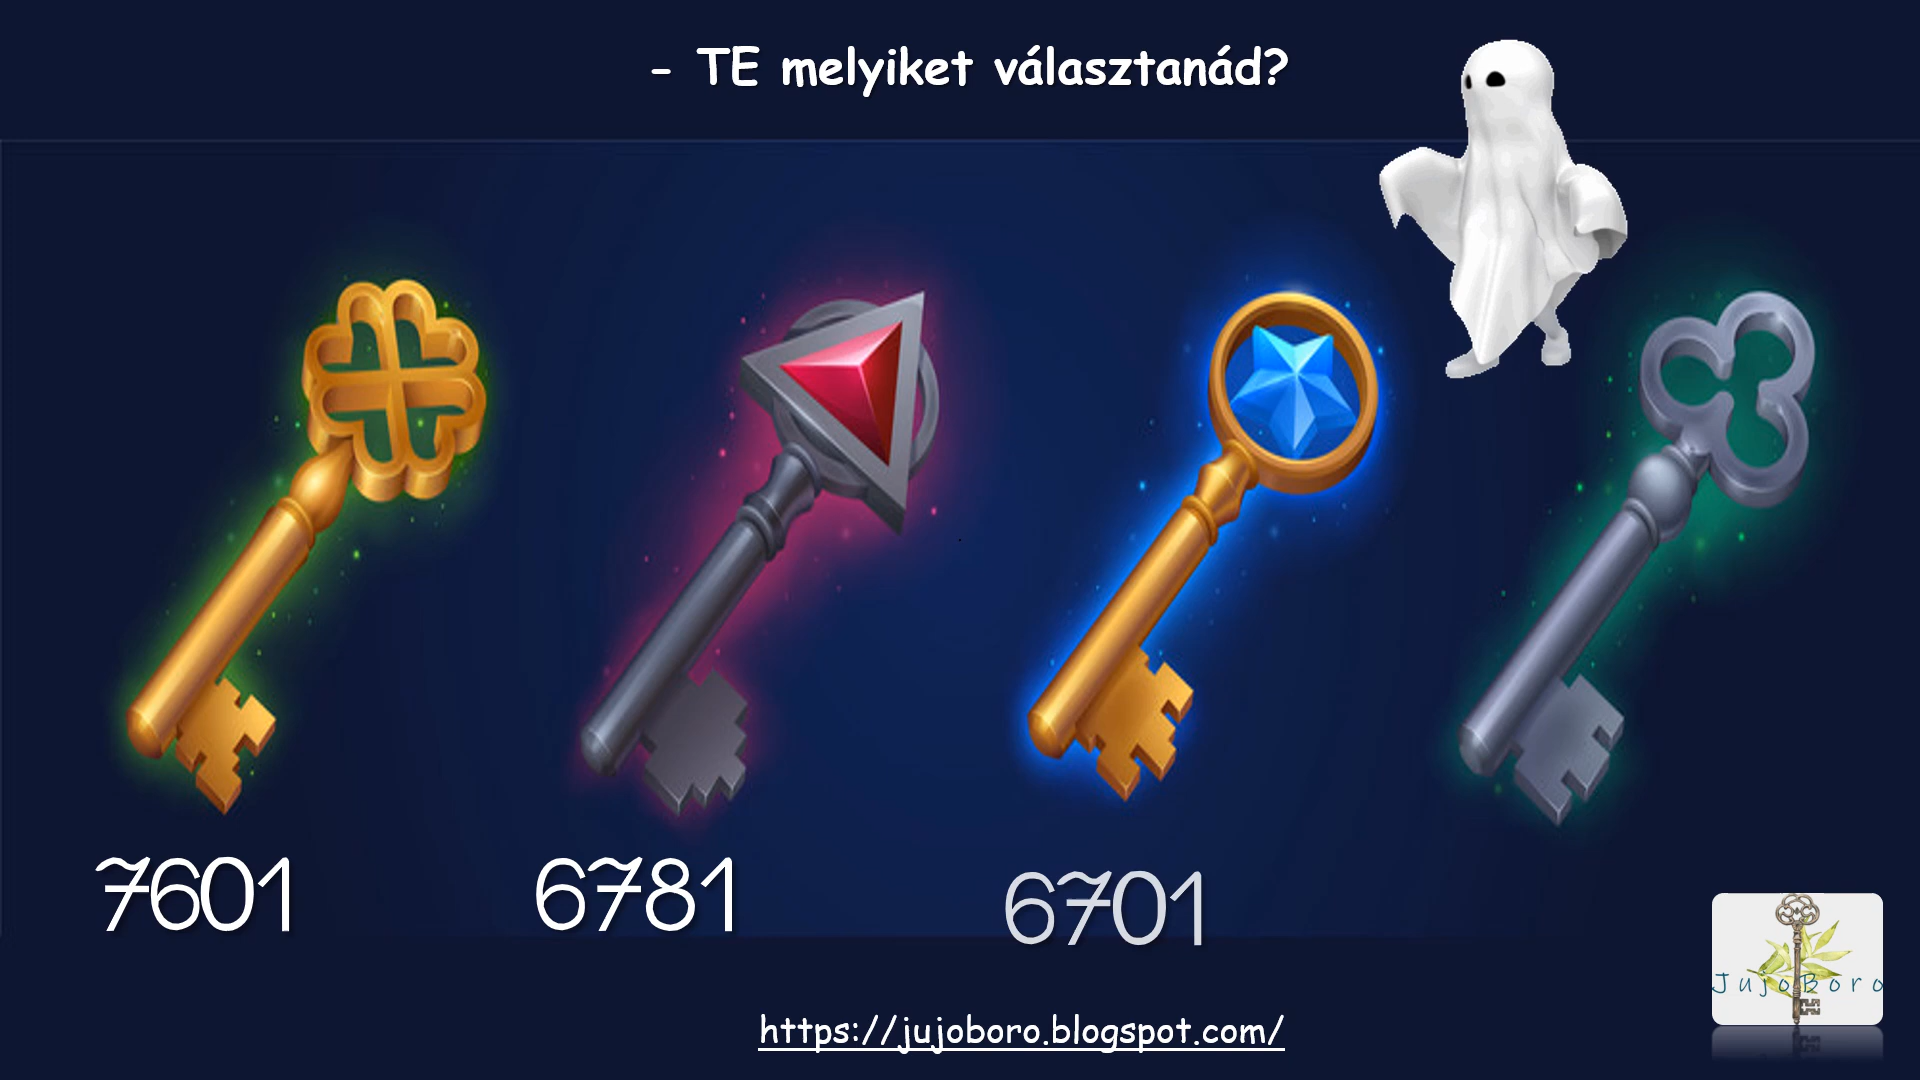 - TE melyiket választanád?
7601
6781
6701
JujoBoro
https://jujoboro.blogspot.com/